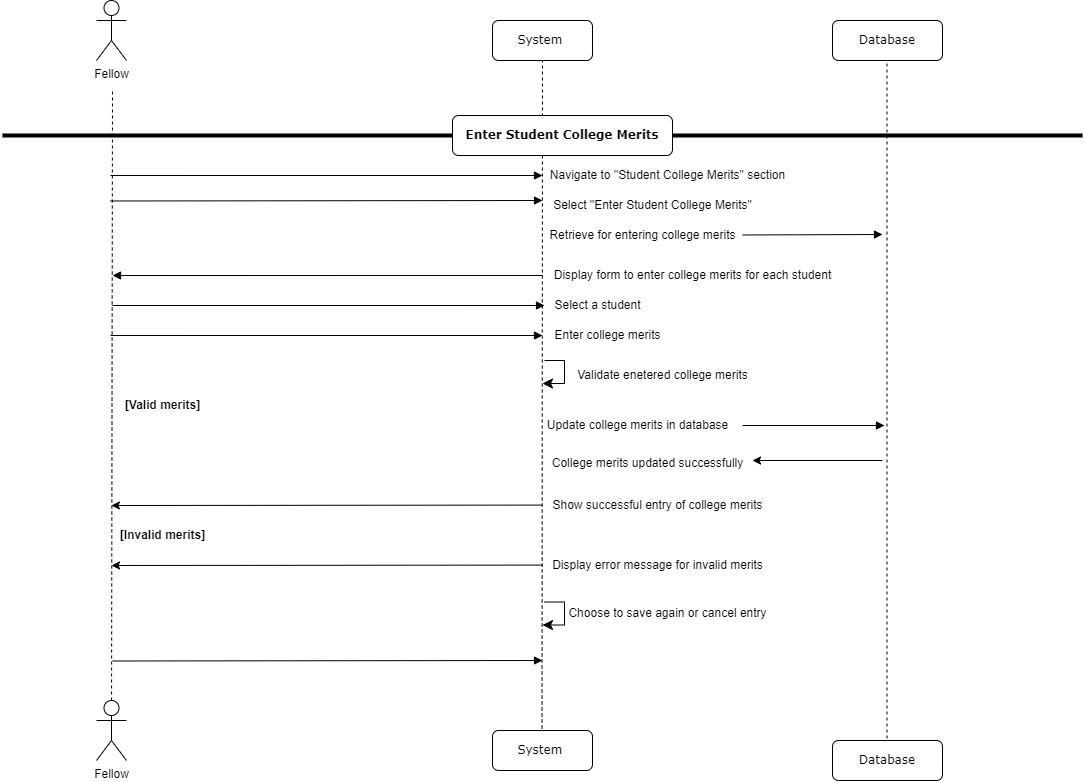 System
Database
Fellow
Enter Student College Merits
Navigate to "Student College Merits" section
Select "Enter Student College Merits"
Retrieve for entering college merits
Display form to enter college merits for each student
Select a student
Enter college merits
Validate enetered college merits
[Valid merits]
Update college merits in database
College merits updated successfully
Show successful entry of college merits
[Invalid merits]
Display error message for invalid merits
Choose to save again or cancel entry
System
Database
Fellow